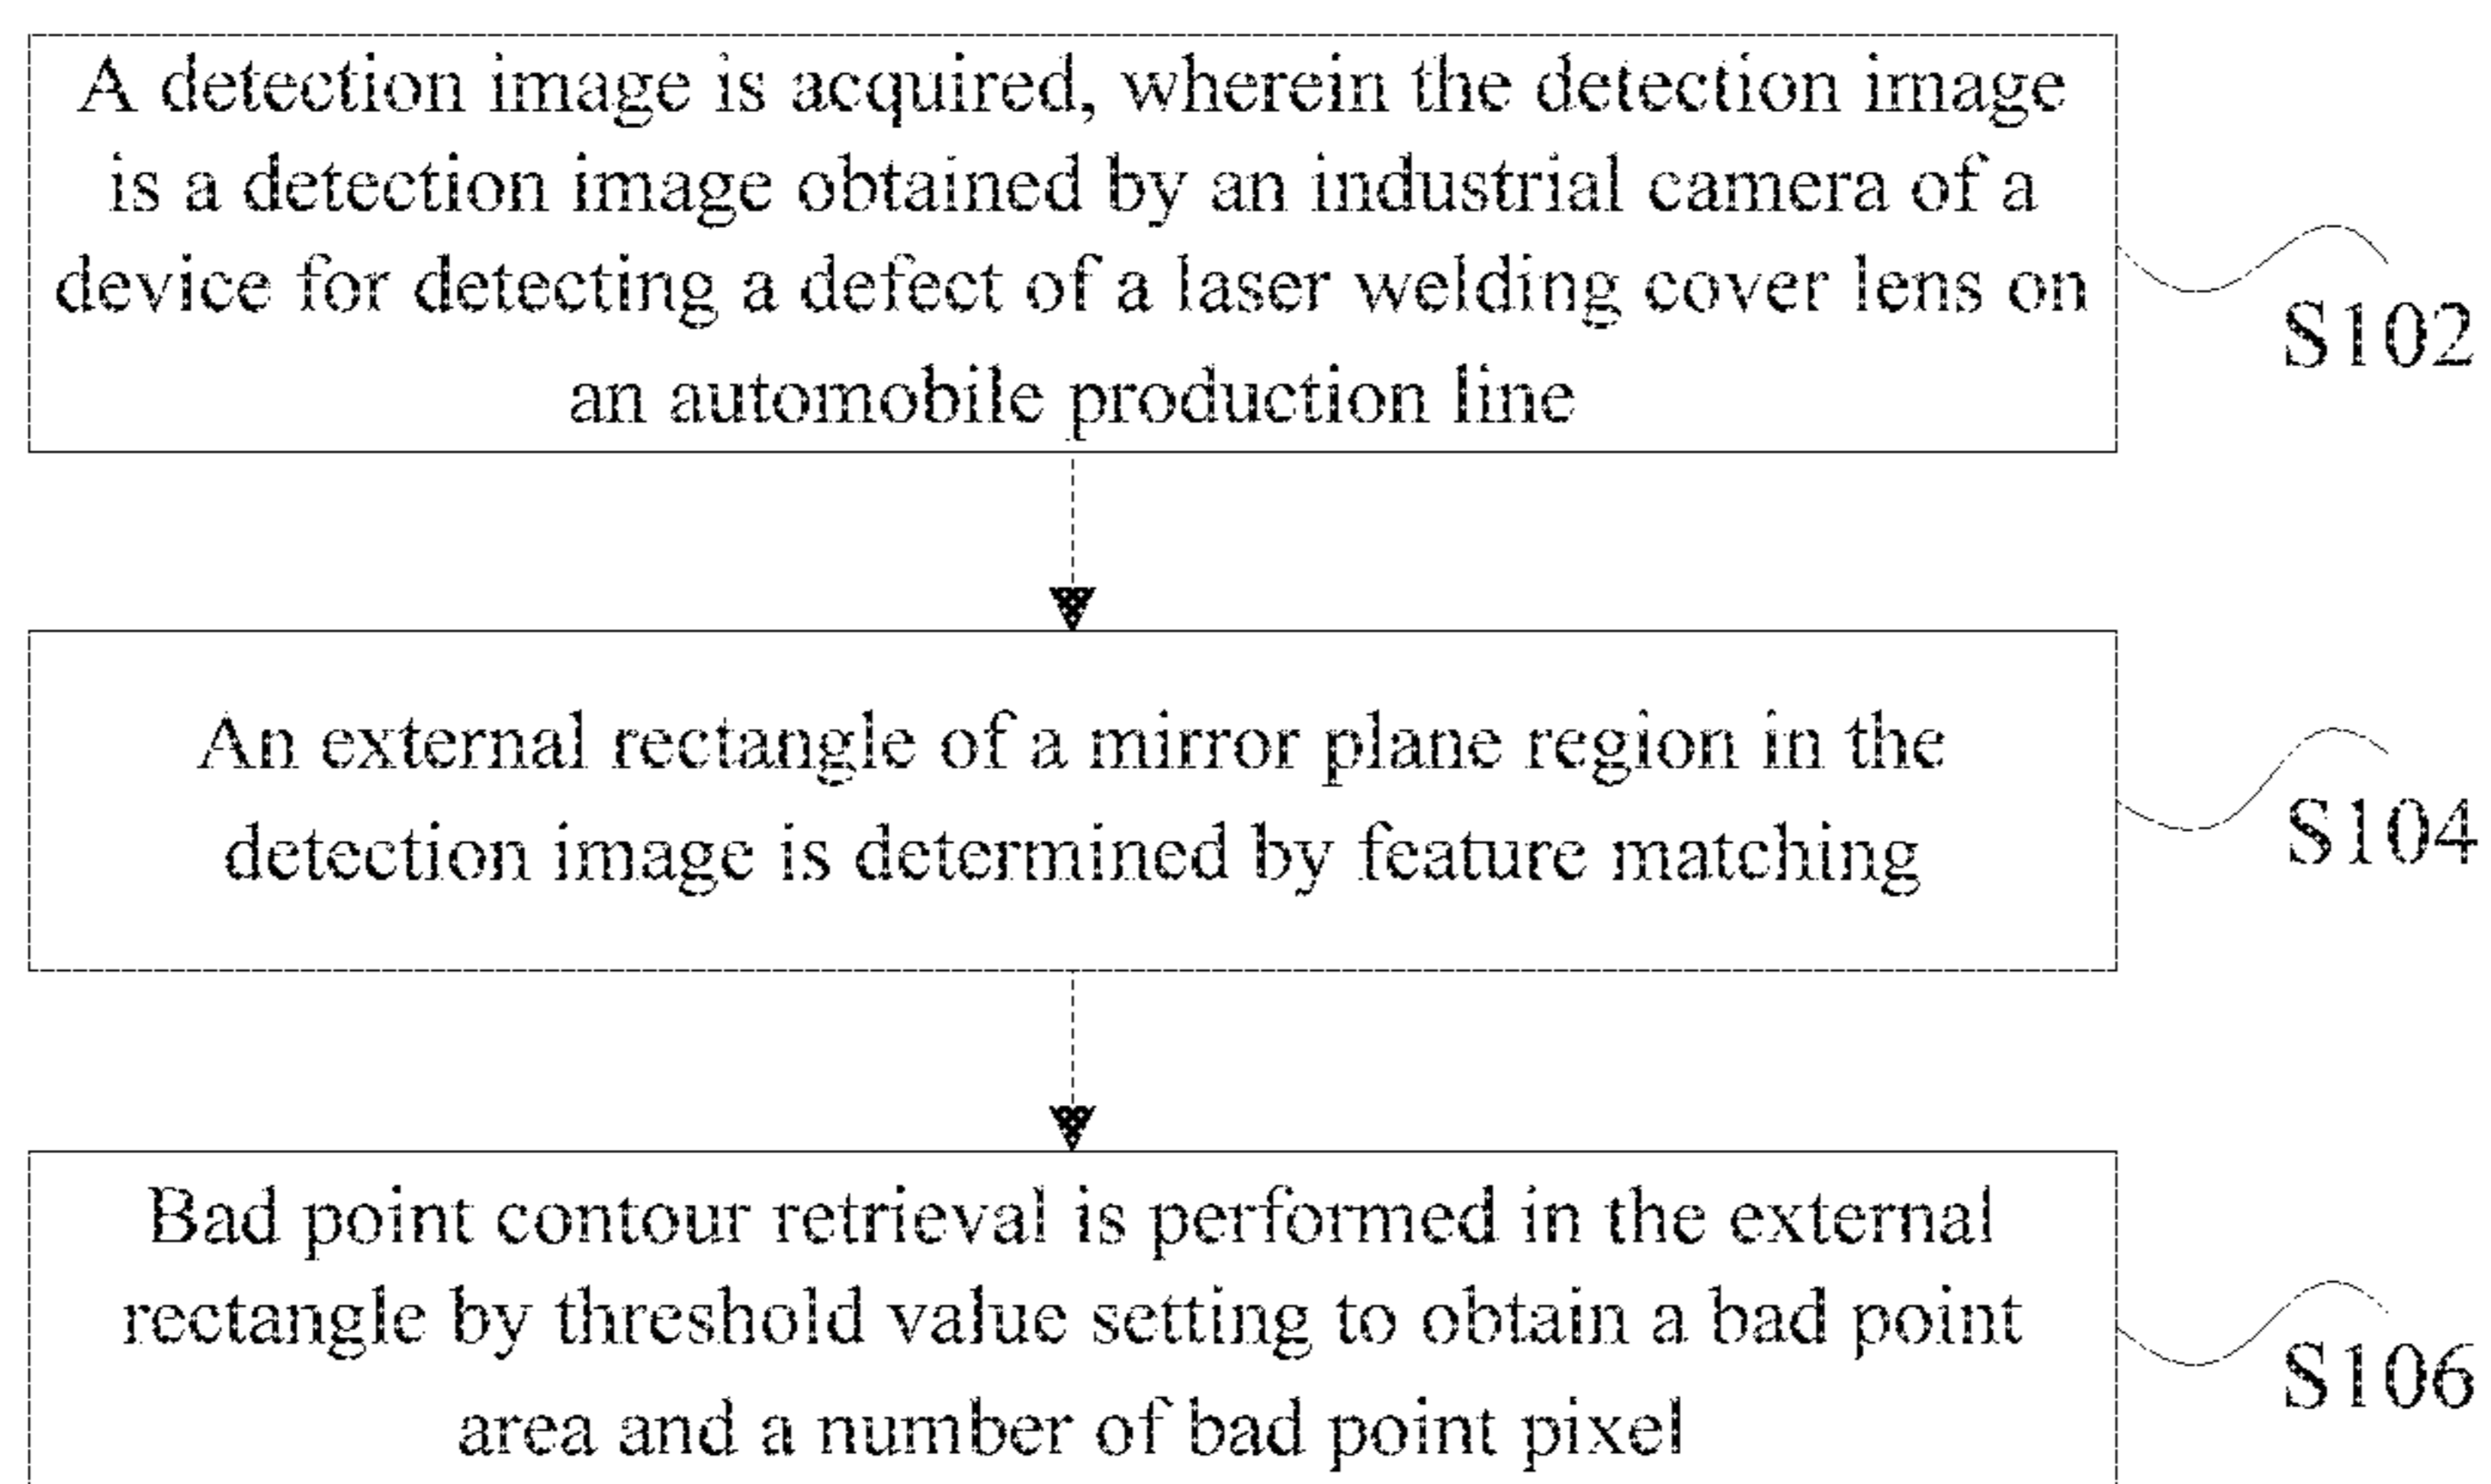 A detection image is acquired, wherein the detection image
is a detection image obtained by an industrial camera of a
device for detecting a defect of a laser welding cover lens on
an automobile production line
S102
An external rectangle of a mirror plane region in the
detection image is determined by feature matching
S104
Bad point contour retrieval is performed in the external
rectangle by threshold value setting to obtain a bad point
area and a number of bad point pixel
S106